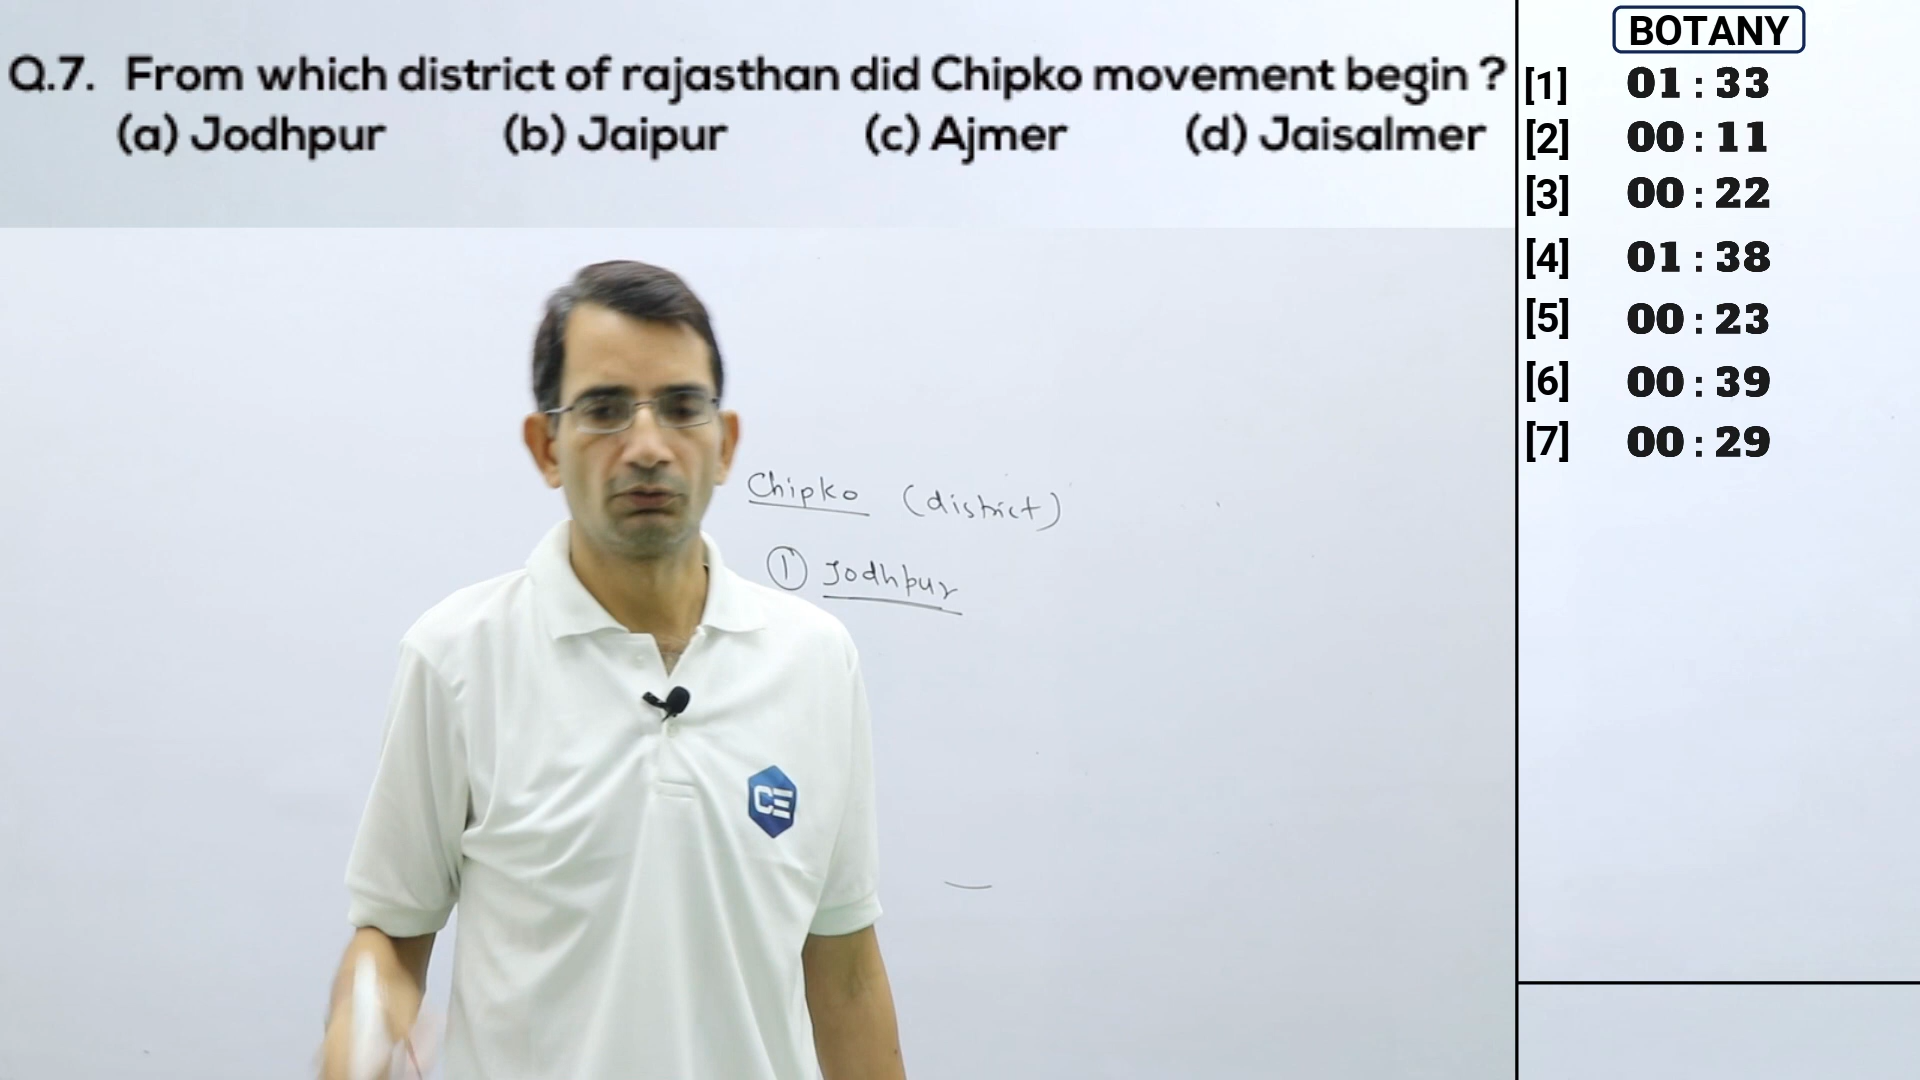 Q.7. From which district of rajasthan did Chipko movement begin ?
(a) Jodhpur (b) Jaipur (c) Ajmer (d) Jaisalmer
Chipko (district)
① Jodhpur
CE
BOTANY
[1] 01 : 33
[2] 00 : 11
[3] 00 : 22
[4] 01 : 38
[5] 00 : 23
[6] 00 : 39
[7] 00 : 29